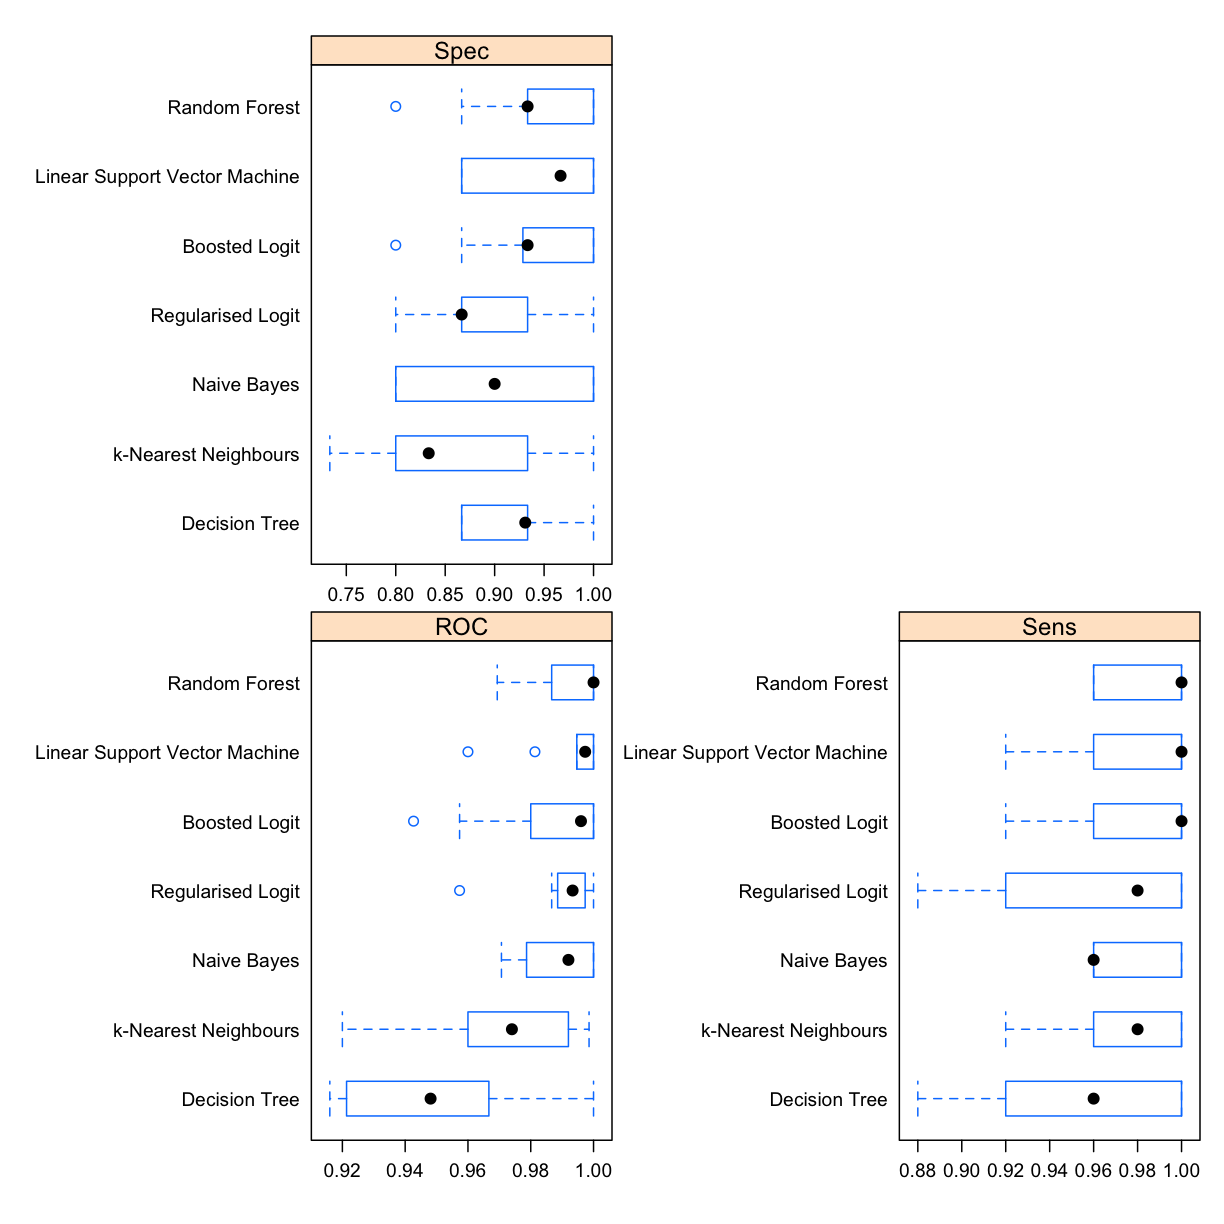 Spec
Random Forest
Linear Support Vector Machine
Boosted Logit
Regularised Logit
Naive Bayes
k-Nearest Neighbours
Decision Tree
0.75 0.80 0.85 0.90 0.95 1.00
ROC
Random Forest
Linear Support Vector Machine
Boosted Logit
Regularised Logit
Naive Bayes
k-Nearest Neighbours
Decision Tree
0.92 0.94 0.96 0.98 1.00
Sens
Random Forest
Linear Support Vector Machine
Boosted Logit
Regularised Logit
Naive Bayes
k-Nearest Neighbours
Decision Tree
0.88 0.90 0.92 0.94 0.96 0.98 1.00